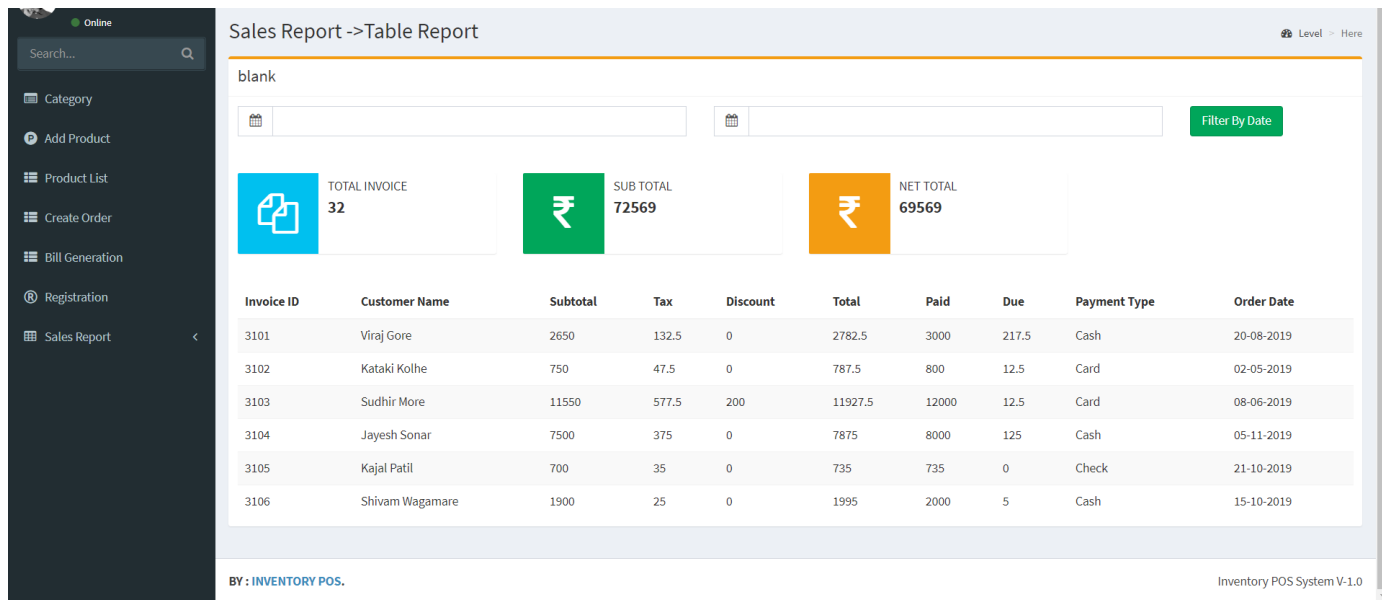 Online
Search...
Category
Add Product
Product List
Create Order
Bill Generation
Registration
Sales Report
Sales Report ->Table Report
Level > Here
blank
Filter By Date
TOTAL INVOICE
32
SUB TOTAL
72569
NET TOTAL
69569
Invoice ID Customer Name Subtotal Tax Discount Total Paid Due Payment Type Order Date
3101 Viraj Gore 2650 132.5 0 2782.5 3000 217.5 Cash 20-08-2019
3102 Kataki Kolhe 750 47.5 0 787.5 800 12.5 Card 02-05-2019
3103 Sudhir More 11550 577.5 200 11927.5 12000 12.5 Card 08-06-2019
3104 Jayesh Sonar 7500 375 0 7875 8000 125 Cash 05-11-2019
3105 Kajal Patil 700 35 0 735 735 0 Check 21-10-2019
3106 Shivam Wagamare 1900 25 0 1995 2000 5 Cash 15-10-2019
BY : INVENTORY POS.
Inventory POS System V-1.0